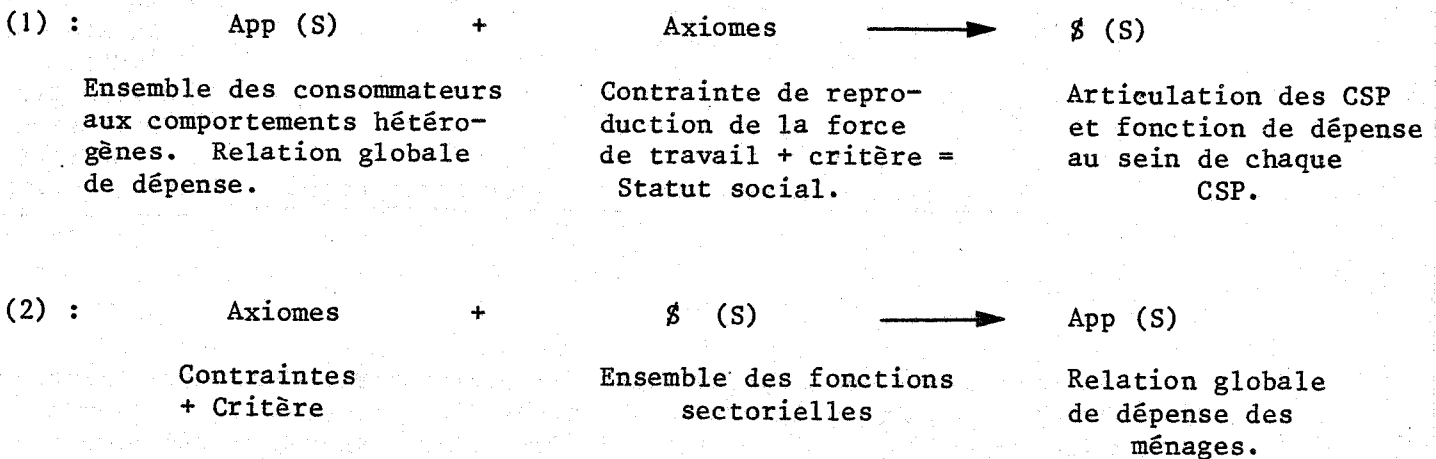 (1) : App (S) + Axiomes ⟶ $ (S)
Ensemble des consommateurs Contrainte de repro- Articulation des CSP
aux comportements hétéro- duction de la force et fonction de dépense
gènes. Relation globale de travail + critère = au sein de chaque
de dépense. Statut social. CSP.
(2) : Axiomes + $ (S) ⟶ App (S)
Contraintes Ensemble des fonctions Relation globale
+ Critère sectorielles de dépense des
ménages.